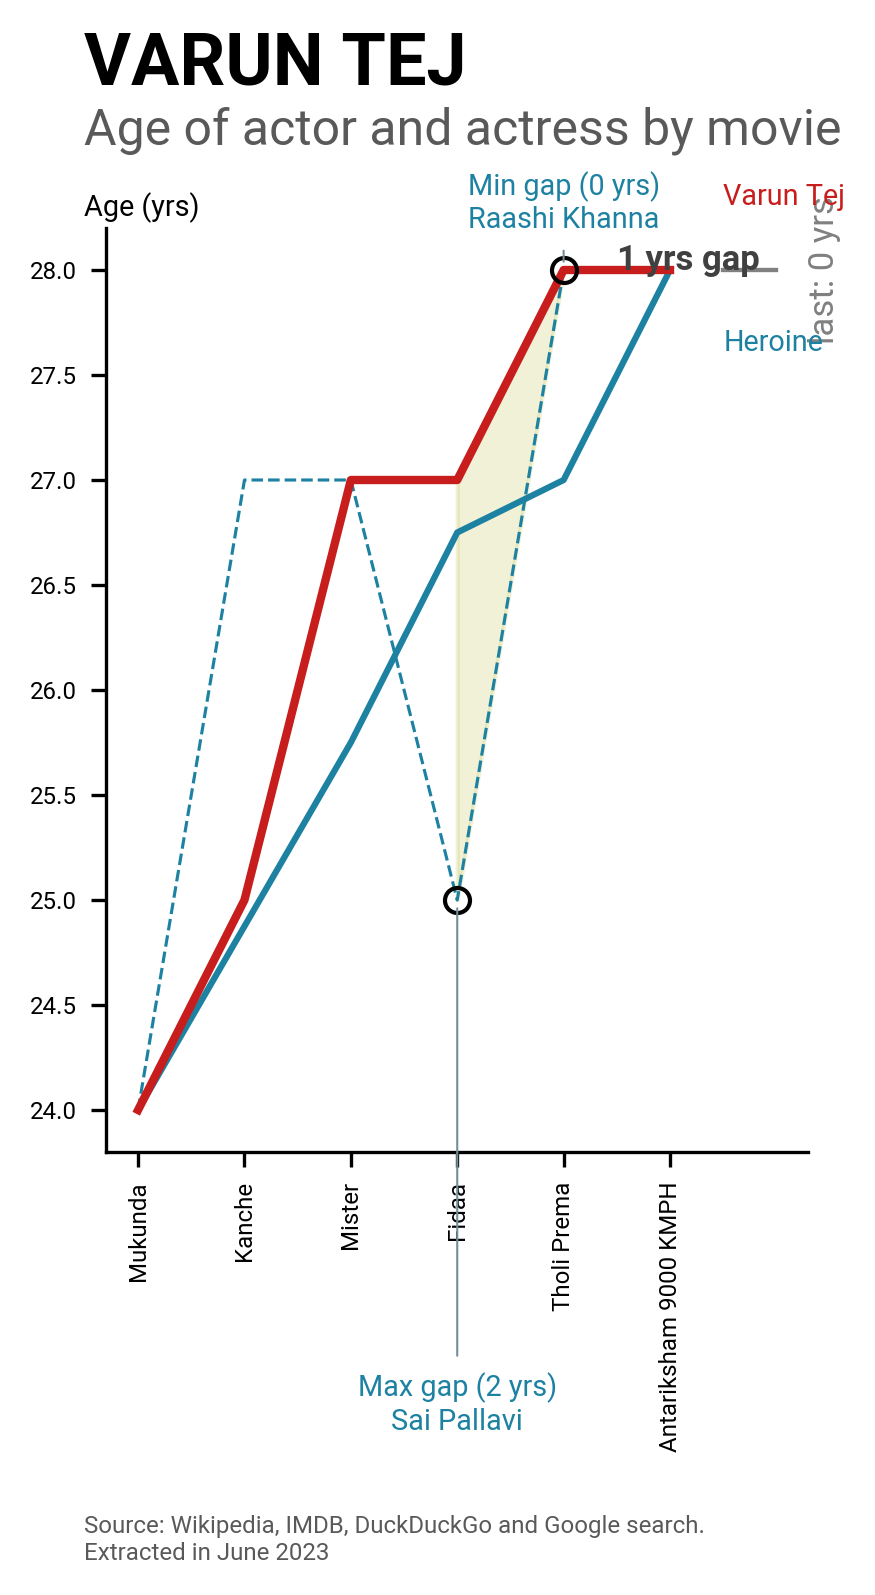 VARUN TEJ
Age of actor and actress by movie
Min gap (0 yrs)
Raashi Khanna
Varun Tej
Age (yrs)
1 yrs gap
last: 0 yrs
Heroine
28.0
27.5
27.0
26.5
26.0
25.5
25.0
24.5
24.0
Mukunda
Kanche
Mister
Fidaa
Tholi Prema
Antariksham 9000 KMPH
Max gap (2 yrs)
Sai Pallavi
Source: Wikipedia, IMDB, DuckDuckGo and Google search.
Extracted in June 2023